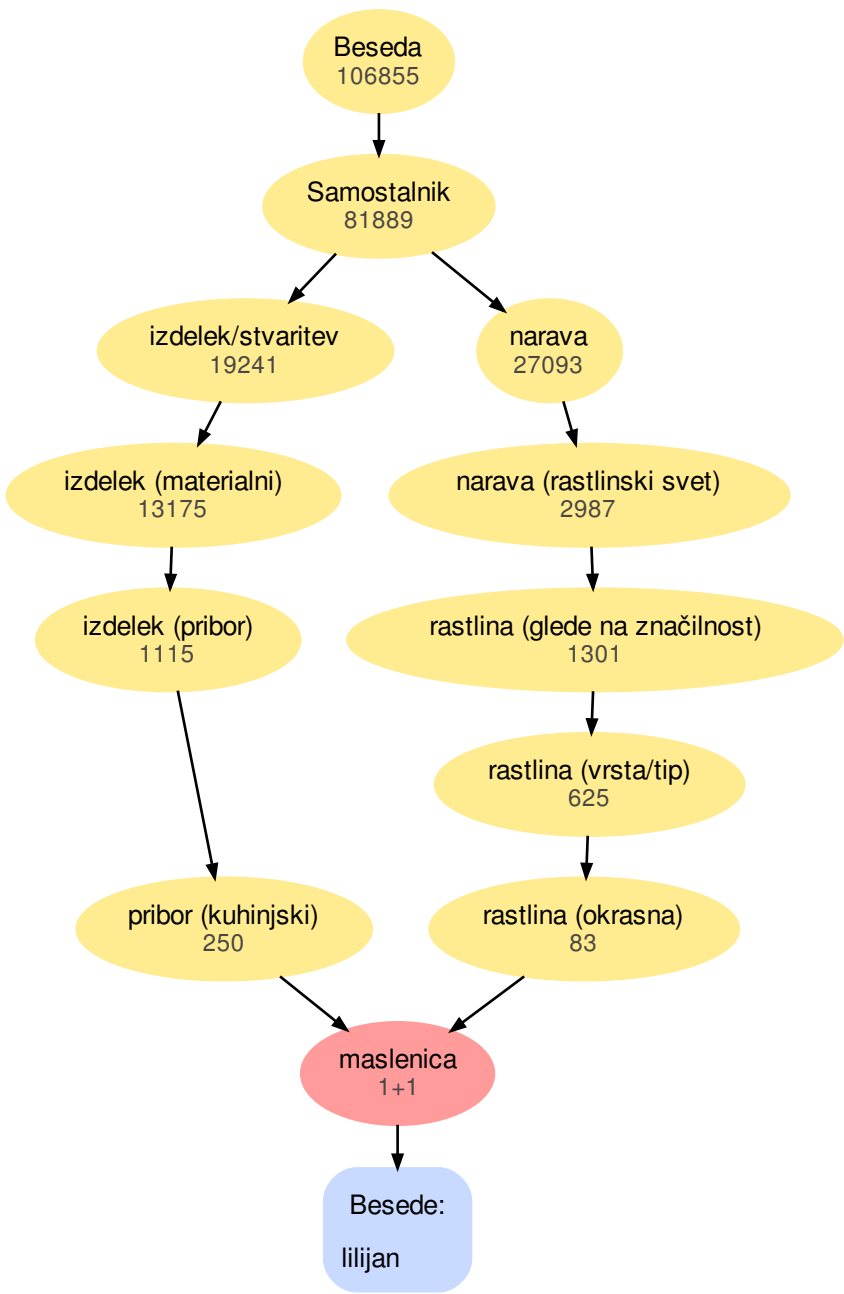 Beseda
106855
Samostalnik
81889
izdelek/stvaritev
19241
narava
27093
izdelek (materialni)
13175
narava (rastlinski svet)
2987
izdelek (pribor)
1115
rastlina (glede na značilnost)
1301
rastlina (vrsta/tip)
625
pribor (kuhinjski)
250
rastlina (okrasna)
83
maslenica
1+1
Besede:
lilijan